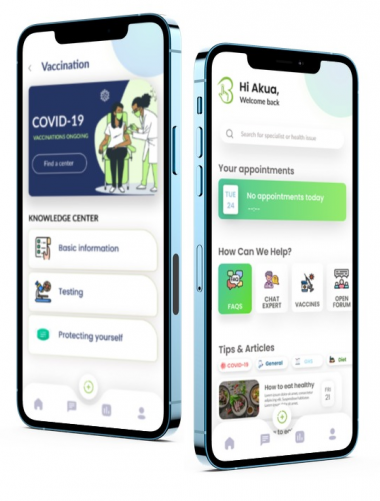 Vaccination
COVID-19
VACCINATIONS ONGOING
Find a center
KNOWLEDGE CENTER
Basic information
Testing
Protecting yourself
Hi Akua,
Welcome back
Search for specialist or health issue
Your appointments
TUE
24
No appointments today
How Can We Help?
FAQS
CHAT
EXPERT
VACCINES
OPEN
FORUM
Tips & Articles
COVID-19
General
Diet
How to eat healthy
FRI
21